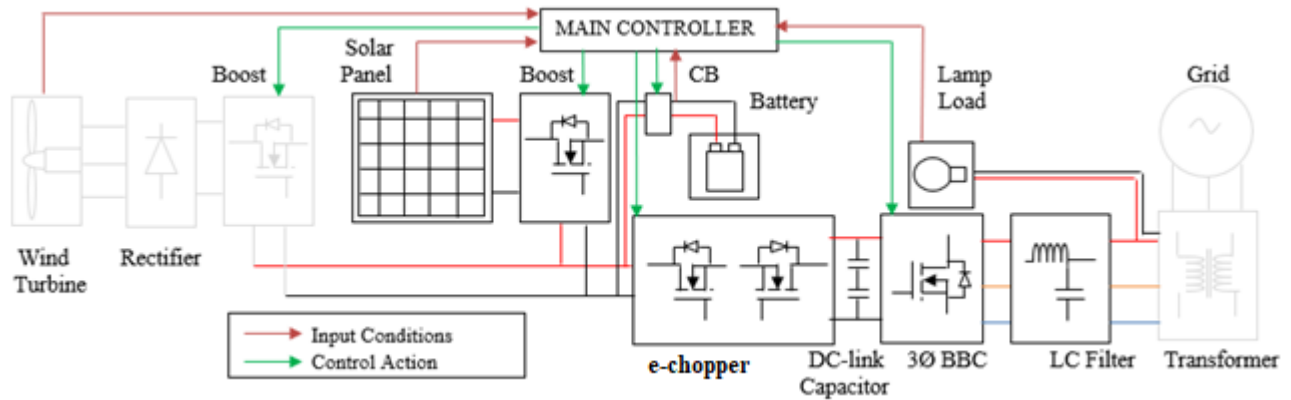 MAIN CONTROLLER
Solar
Panel
Boost
Boost
CB
Battery
Lamp
Load
Grid
Wind
Turbine
Rectifier
Input Conditions
Control Action
e-chopper
DC-link
Capacitor
3Ø BBC
LC Filter
Transformer